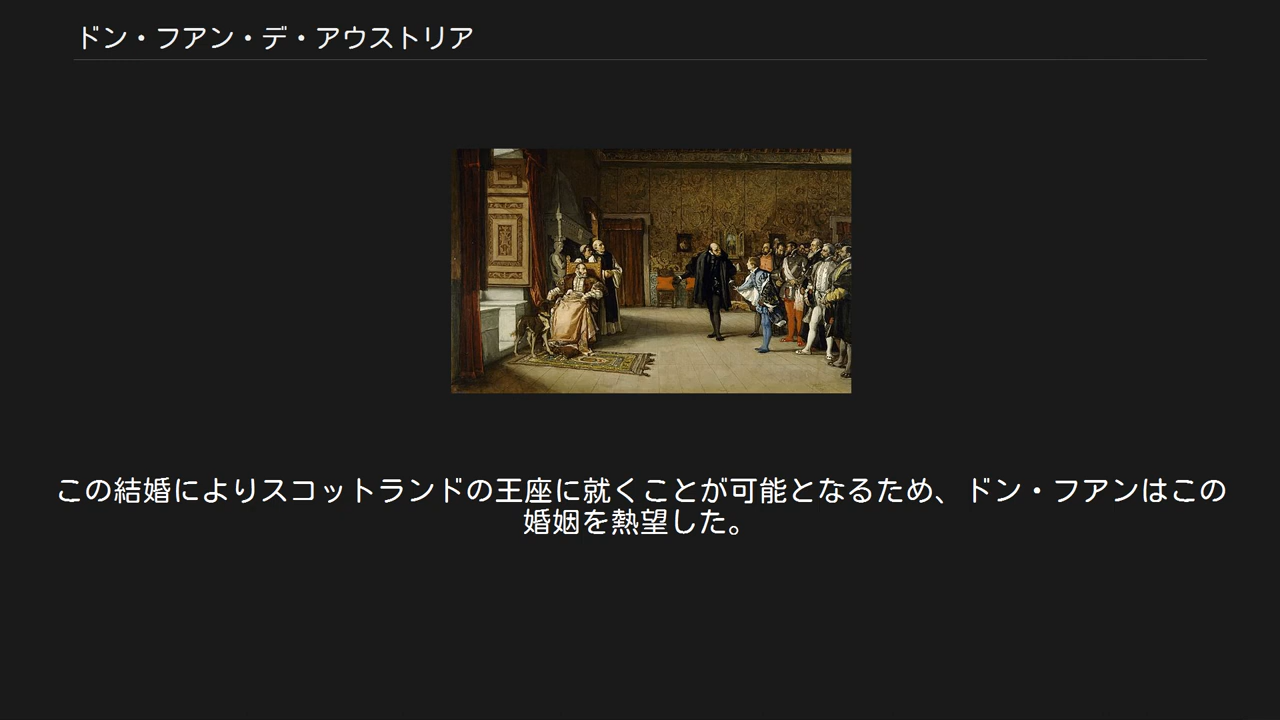 ドン・フアン・デ・アウストリア
この結婚によりスコットランドの王座に就くことが可能となるため、ドン・フアンはこの
婚姻を熱望した。